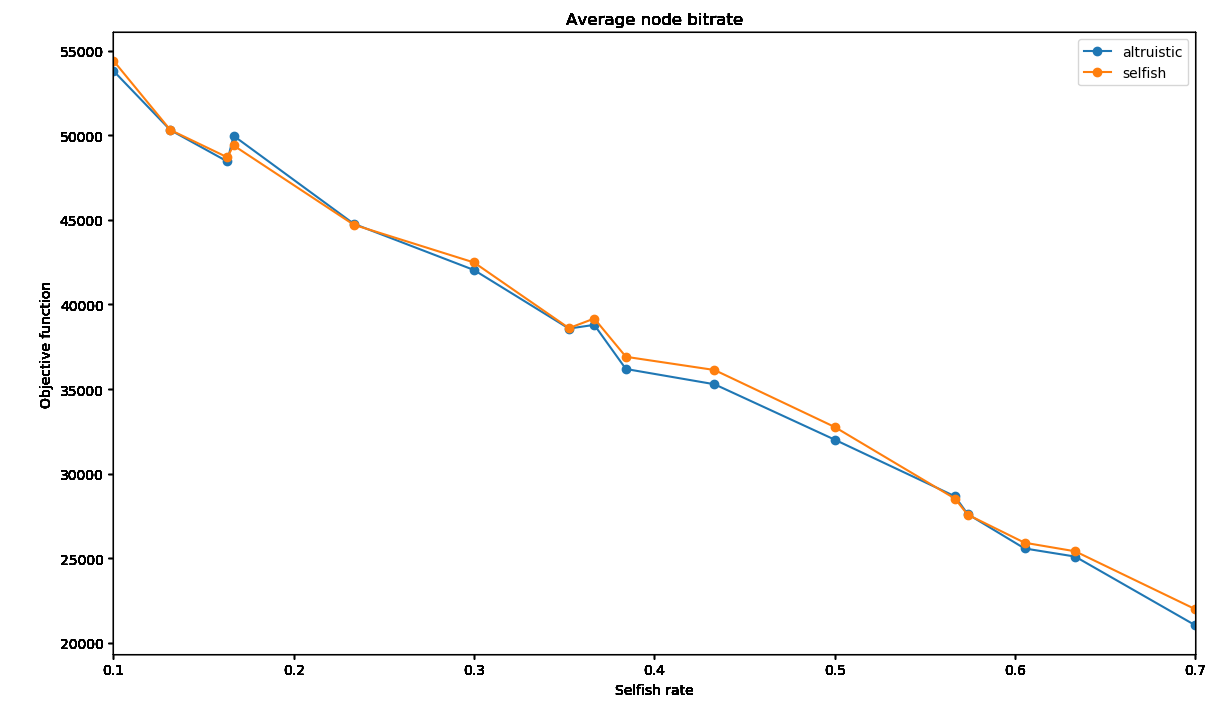 Average node bitrate
altruistic
selfish
55000
50000
45000
40000
35000
30000
25000
20000
Objective function
0.1 0.2 0.3 0.4 0.5 0.6 0.7
Selfish rate